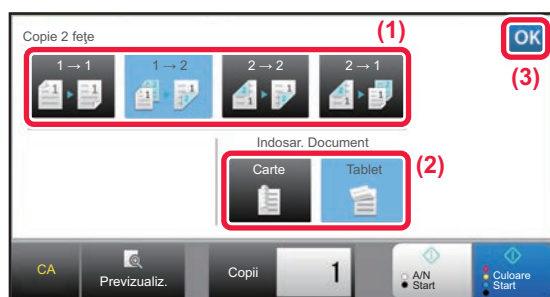 Copie 2 feţe
(1)
OK
(3)
1 → 1
1 → 2
2 → 2
2 → 1
Indosar. Document
Carte
Tablet
(2)
CA
Previzualiz.
Copii
1
A/N
Start
Culoare
Start